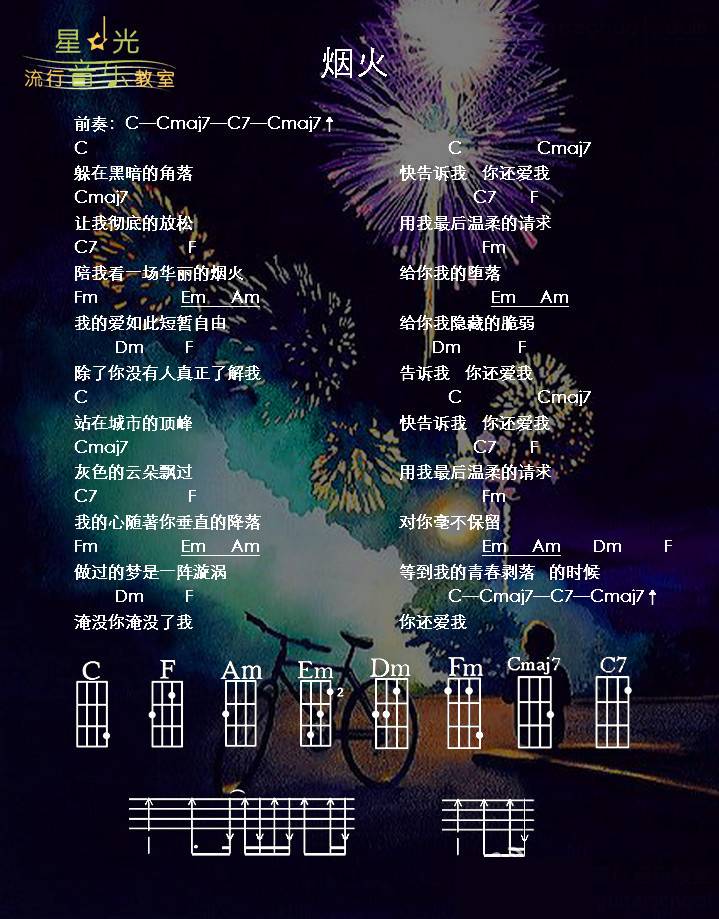 星光
流行音乐教室
烟火
前奏：C—Cmaj7—C7—Cmaj7↑
C
躲在黑暗的角落
Cmaj7
让我彻底的放松
C7 F
陪我看一场华丽的烟火
Fm Em Am
我的爱如此短暂自由
Dm F
除了你没有人真正了解我
C
站在城市的顶峰
Cmaj7
灰色的云朵飘过
C7 F
我的心随著你垂直的降落
Fm Em Am
做过的梦是一阵漩涡
Dm F
淹没你淹没了我
C Cmaj7
快告诉我 你还爱我
C7 F
用我最后温柔的请求
Fm
给你我的堕落
Em Am
给你我隐藏的脆弱
Dm F
告诉我 你还爱我
C Cmaj7
快告诉我 你还爱我
C7 F
用我最后温柔的请求
Fm
对你毫不保留
Em Am Dm F
等到我的青春剥落 的时候
C—Cmaj7—C7—Cmaj7↑
你还爱我
C F Am Em Dm Fm Cmaj7 C7
2